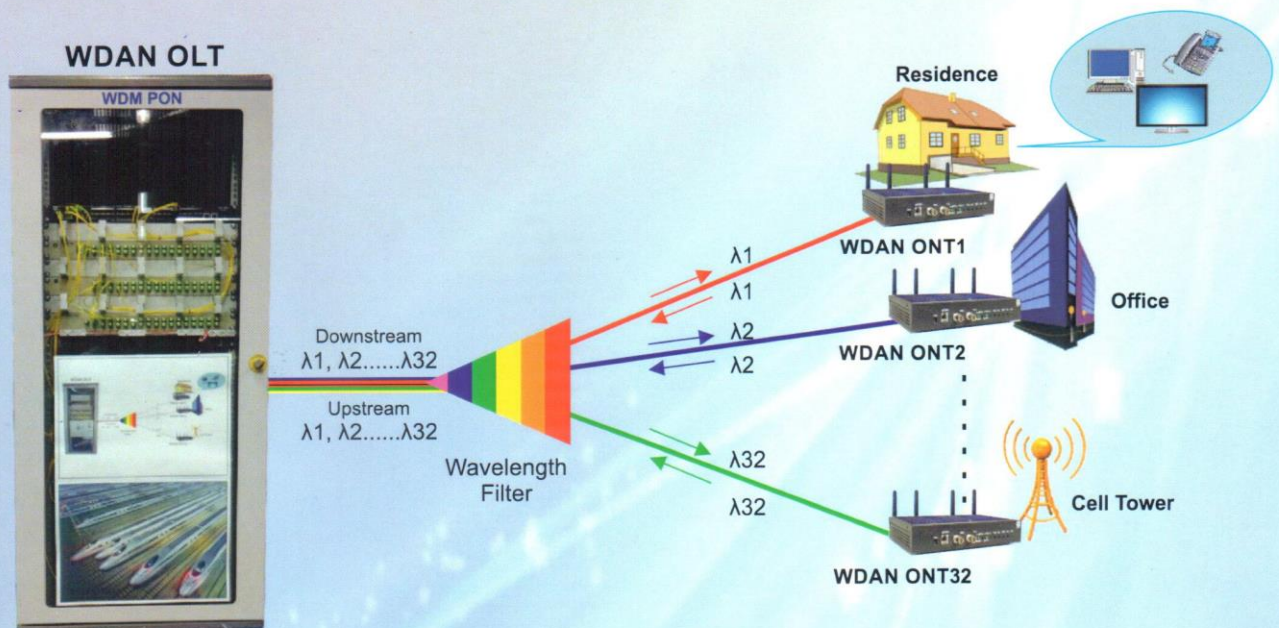 WDAN OLT
WDM PON
Downstream
λ1, λ2......λ32
Upstream
λ1, λ2......λ32
Wavelength
Filter
λ1
λ1
λ2
λ2
λ32
λ32
Residence
WDAN ONT1
Office
WDAN ONT2
Cell Tower
WDAN ONT32